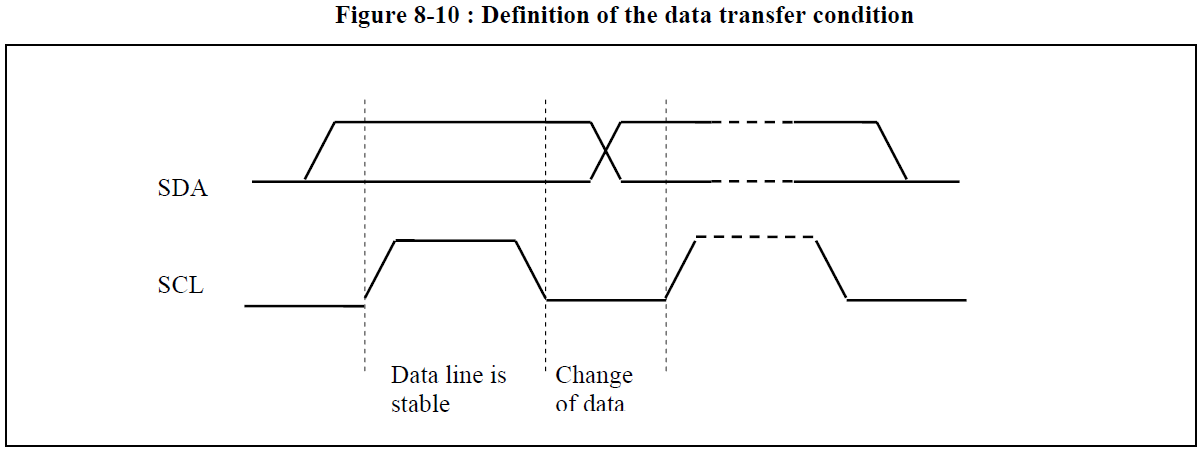 Figure 8-10 : Definition of the data transfer condition
SDA
SCL
Data line is
stable
Change
of data